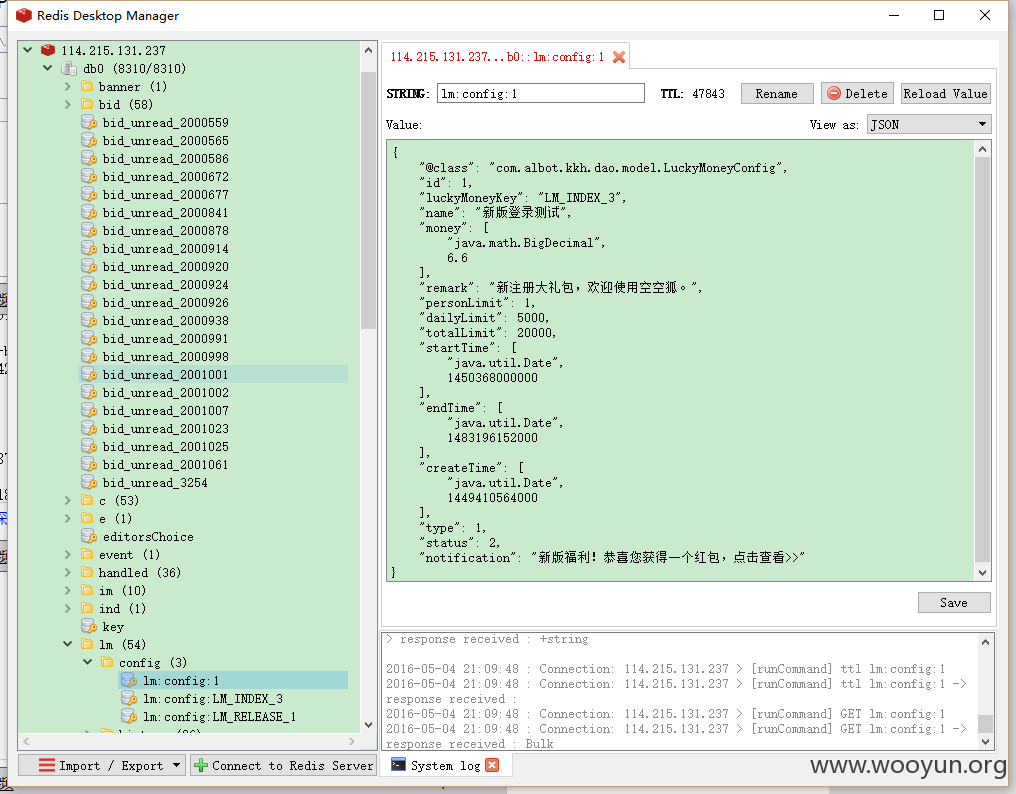 Redis Desktop Manager
114.215.131.237
db0 (8310/8310)
banner (1)
bid (58)
bid_unread_2000559
bid_unread_2000565
bid_unread_2000586
bid_unread_2000672
bid_unread_2000677
bid_unread_2000841
bid_unread_2000878
bid_unread_2000914
bid_unread_2000920
bid_unread_2000924
bid_unread_2000926
bid_unread_2000938
bid_unread_2000991
bid_unread_2000998
bid_unread_2001001
bid_unread_2001002
bid_unread_2001007
bid_unread_2001023
bid_unread_2001025
bid_unread_2001061
bid_unread_3254
c (53)
e (1)
editorsChoice
event (1)
handled (36)
im (10)
ind (1)
key
lm (54)
config (3)
lm:config:1
lm:config:LM_INDEX_3
lm:config:LM_RELEASE_1
Import / Export
Connect to Redis Server
114.215.131.237...b0::lm:config:1
STRING: lm:config:1 TTL: 47843 Rename Delete Reload Value
Value: View as: JSON
{
"@class": "com.albot.kkh.dao.model.LuckyMoneyConfig",
"id": 1,
"luckyMoneyKey": "LM_INDEX_3",
"name": "新版登录测试",
"money": [
"java.math.BigDecimal",
6.6
],
"remark": "新注册大礼包，欢迎使用空空狐。",
"personLimit": 1,
"dailyLimit": 5000,
"totalLimit": 20000,
"startTime": [
"java.util.Date",
1450368000000
],
"endTime": [
"java.util.Date",
1483196152000
],
"createTime": [
"java.util.Date",
1449410564000
],
"type": 1,
"status": 2,
"notification": "新版福利！恭喜您获得一个红包，点击查看>>"
}
Save
> response received : +string
2016-05-04 21:09:48 : Connection: 114.215.131.237 > [runCommand] ttl lm:config:1
2016-05-04 21:09:48 : Connection: 114.215.131.237 > [runCommand] ttl lm:config:1 ->
response received :
2016-05-04 21:09:48 : Connection: 114.215.131.237 > [runCommand] GET lm:config:1
2016-05-04 21:09:48 : Connection: 114.215.131.237 > [runCommand] GET lm:config:1 ->
response received : Bulk
System log
www.wooyun.org